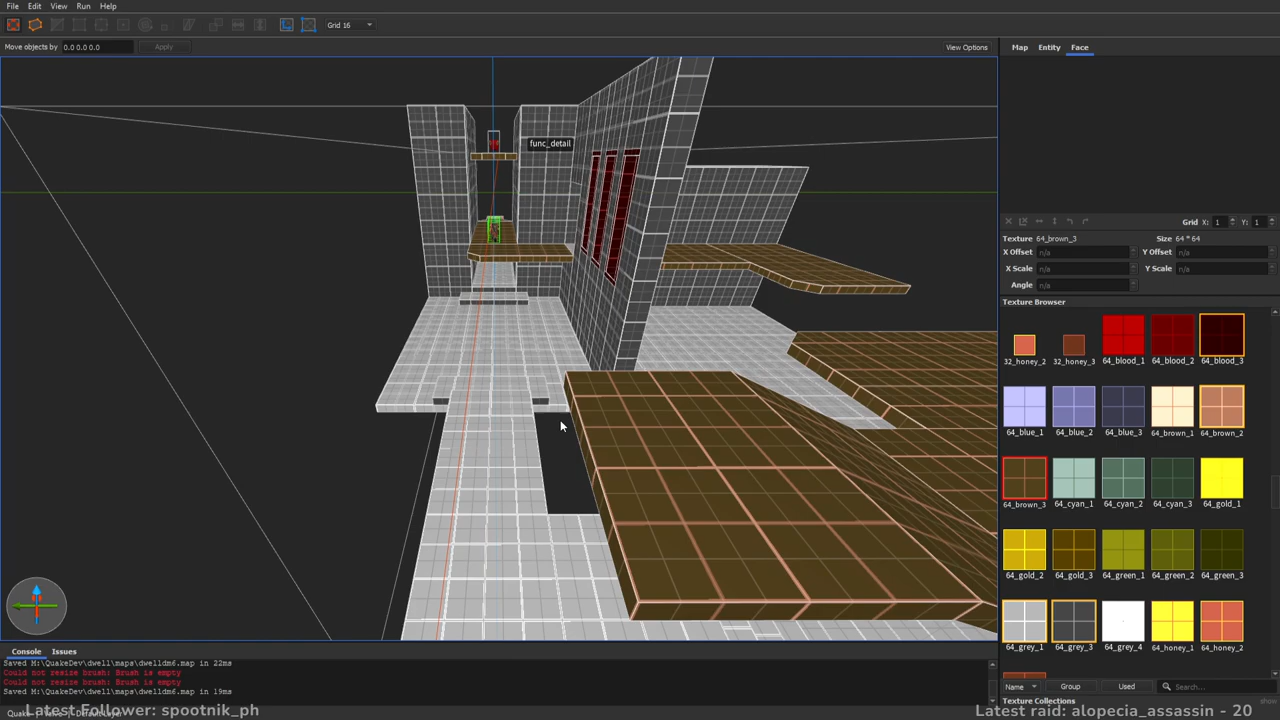 File Edit View Run Help
Grid 16
Move objects by 0.0 0.0 0.0 Apply View Options
Map Entity Face
func_detail
Grid X: 1 Y: 1
Texture 64_brown_3 Size 64 * 64
X Offset n/a Y Offset n/a
X Scale n/a Y Scale n/a
Angle n/a
Texture Browser
32_honey_2 32_honey_3 64_blood_1 64_blood_2 64_blood_3
64_blue_1 64_blue_2 64_blue_3 64_brown_1 64_brown_2
64_brown_3 64_cyan_1 64_cyan_2 64_cyan_3 64_gold_1
64_gold_2 64_gold_3 64_green_1 64_green_2 64_green_3
64_grey_1 64_grey_3 64_grey_4 64_honey_1 64_honey_2
Name Group Used Search...
Texture Collections show
Console Issues
Saved M:\QuakeDev\dwell\maps\dwelldm6.map in 22ms
Could not resize brush: Brush is empty
Could not resize brush: Brush is empty
Saved M:\QuakeDev\dwell\maps\dwelldm6.map in 19ms
Latest Follower: spootnik_ph
Latest raid: alopecia_assassin - 20